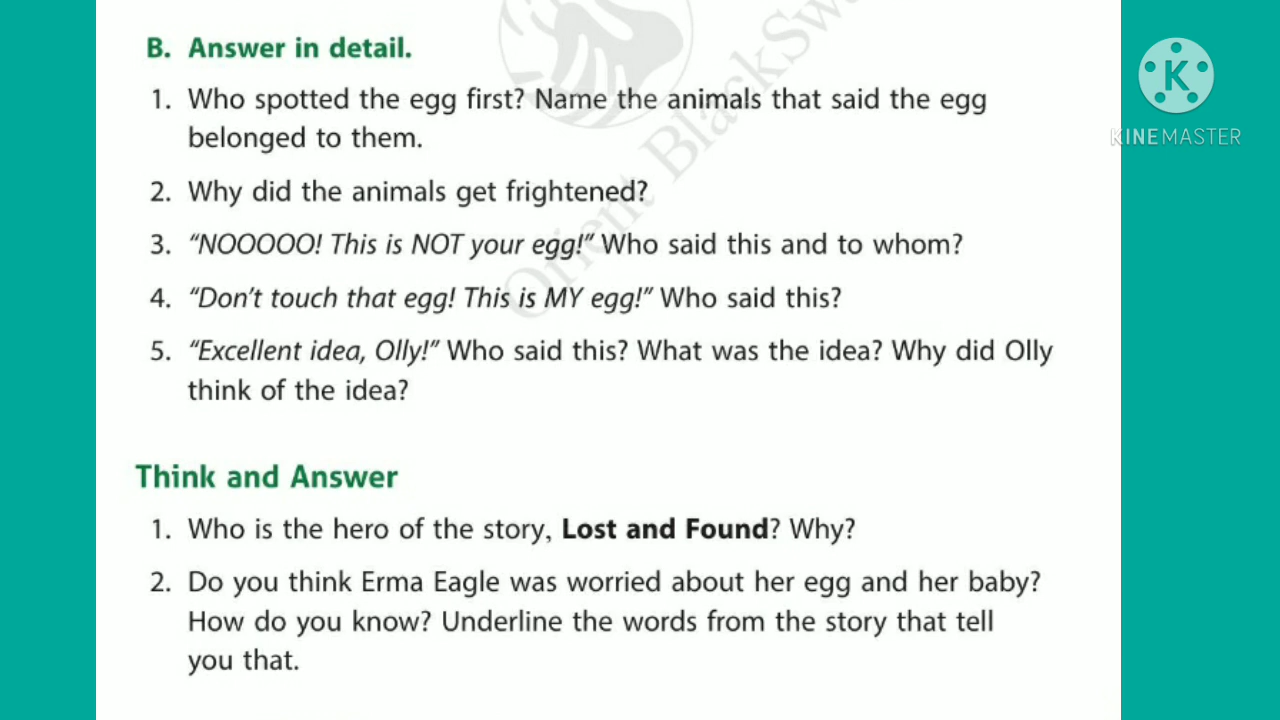 B. Answer in detail.
1. Who spotted the egg first? Name the animals that said the egg
belonged to them.
2. Why did the animals get frightened?
3. “NOOOOO! This is NOT your egg!” Who said this and to whom?
4. “Don’t touch that egg! This is MY egg!” Who said this?
5. “Excellent idea, Olly!” Who said this? What was the idea? Why did Olly
think of the idea?
Think and Answer
1. Who is the hero of the story, Lost and Found? Why?
2. Do you think Erma Eagle was worried about her egg and her baby?
How do you know? Underline the words from the story that tell
you that.
Orient BlackSwa
K
KINEMASTER